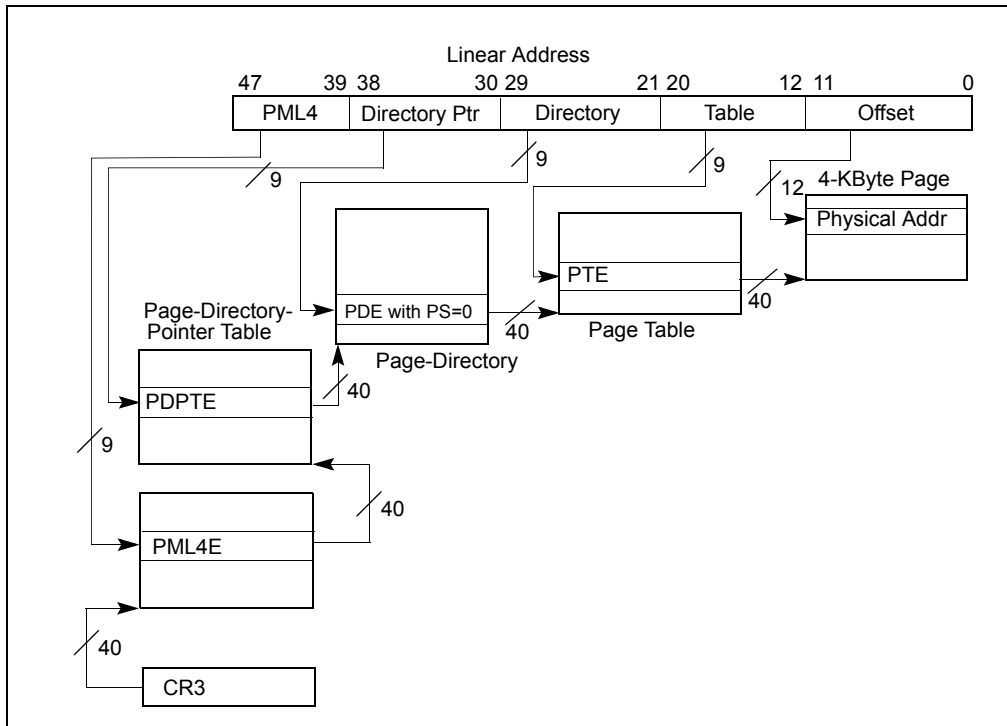 Linear Address
47 39 38 30 29 21 20 12 11 0
PML4 Directory Ptr Directory Table Offset
9 9 9 12 4-KByte Page
Physical Addr
PTE
40
PDE with PS=0
40
Page-Directory-
Pointer Table
Page Table
Page-Directory
40
PDPTE
9
40
PML4E
40
CR3